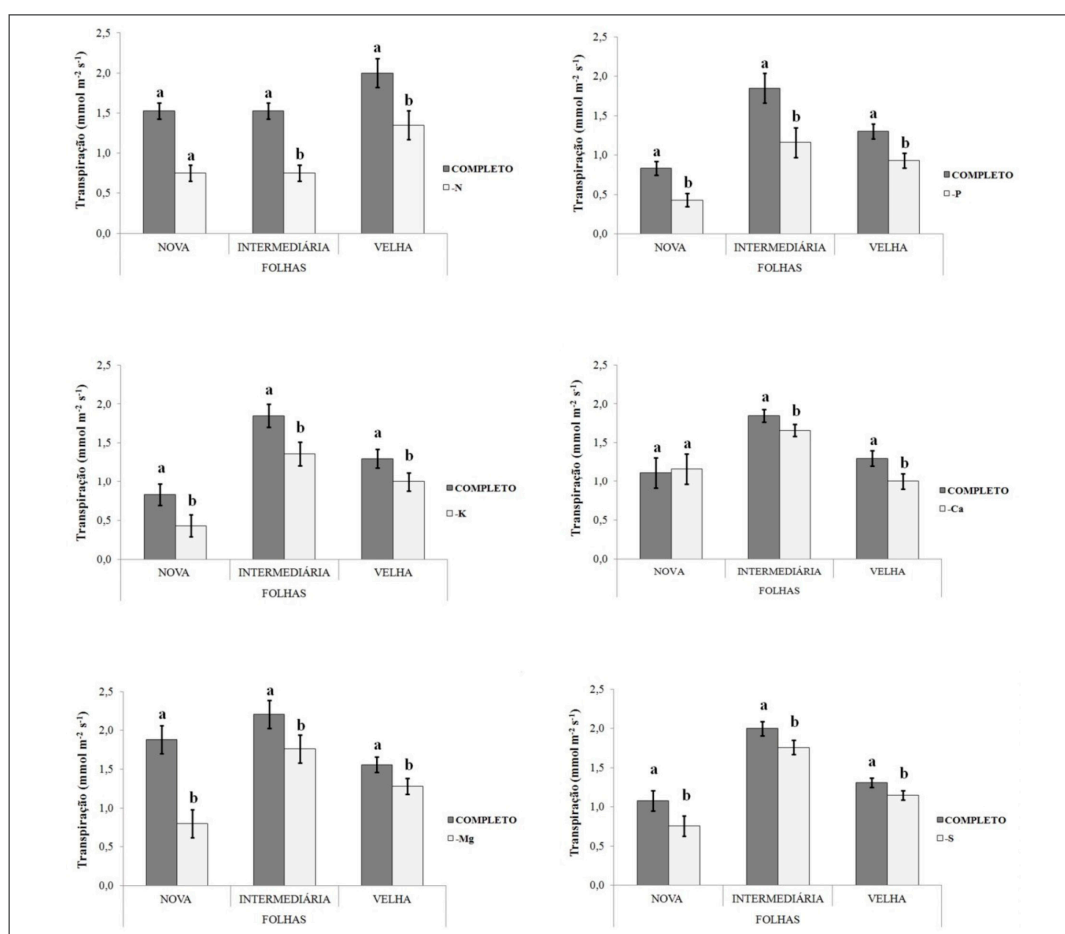 Transpiração (mmol m⁻² s⁻¹)
2,5
2,0
1,5
1,0
0,5
0,0
a a a b a b
NOVA INTERMEDIÁRIA VELHA
FOLHAS
COMPLETO
-N
Transpiração (mmol m⁻² s⁻¹)
2,5
2,0
1,5
1,0
0,5
0,0
a b a b a b
NOVA INTERMEDIÁRIA VELHA
FOLHAS
COMPLETO
-P
Transpiração (mmol m⁻² s⁻¹)
2,5
2,0
1,5
1,0
0,5
0,0
a b a b a b
NOVA INTERMEDIÁRIA VELHA
FOLHAS
COMPLETO
-K
Transpiração (mmol m⁻² s⁻¹)
2,5
2,0
1,5
1,0
0,5
0,0
a a a b a b
NOVA INTERMEDIÁRIA VELHA
FOLHAS
COMPLETO
-Ca
Transpiração (mmol m⁻² s⁻¹)
2,5
2,0
1,5
1,0
0,5
0,0
a b a b a b
NOVA INTERMEDIÁRIA VELHA
FOLHAS
COMPLETO
-Mg
Transpiração (mmol m⁻² s⁻¹)
2,5
2,0
1,5
1,0
0,5
0,0
a b a b a b
NOVA INTERMEDIÁRIA VELHA
FOLHAS
COMPLETO
-S